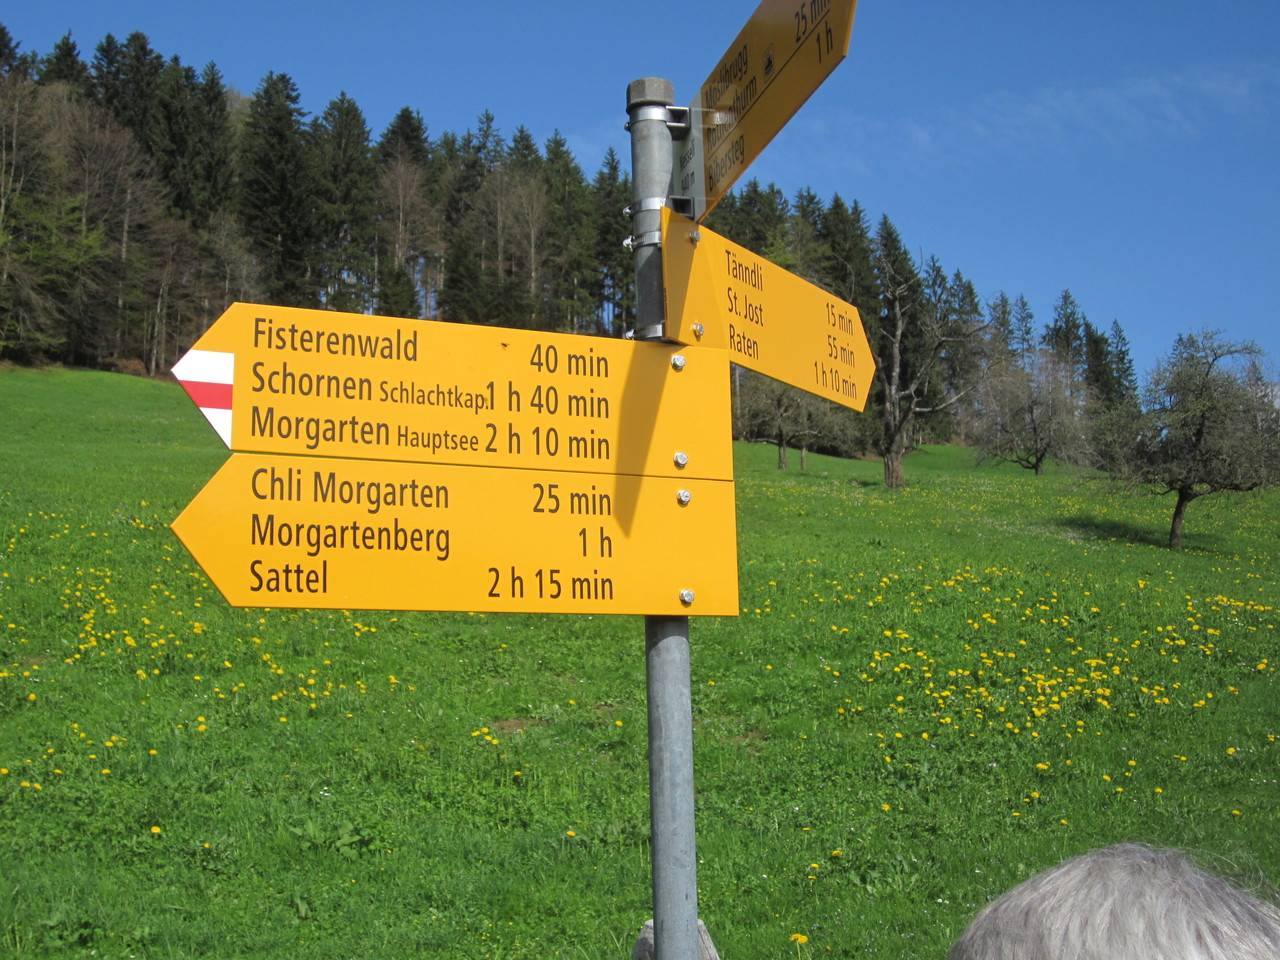 25 min
1 h
Bibersteg
Tänndli 15 min
St. Jost 55 min
Raten 1 h 10 min
Fisterenwald 40 min
Schornen Schlachtkap. 1 h 40 min
Morgarten Hauptsee 2 h 10 min
Chli Morgarten 25 min
Morgartenberg 1 h
Sattel 2 h 15 min